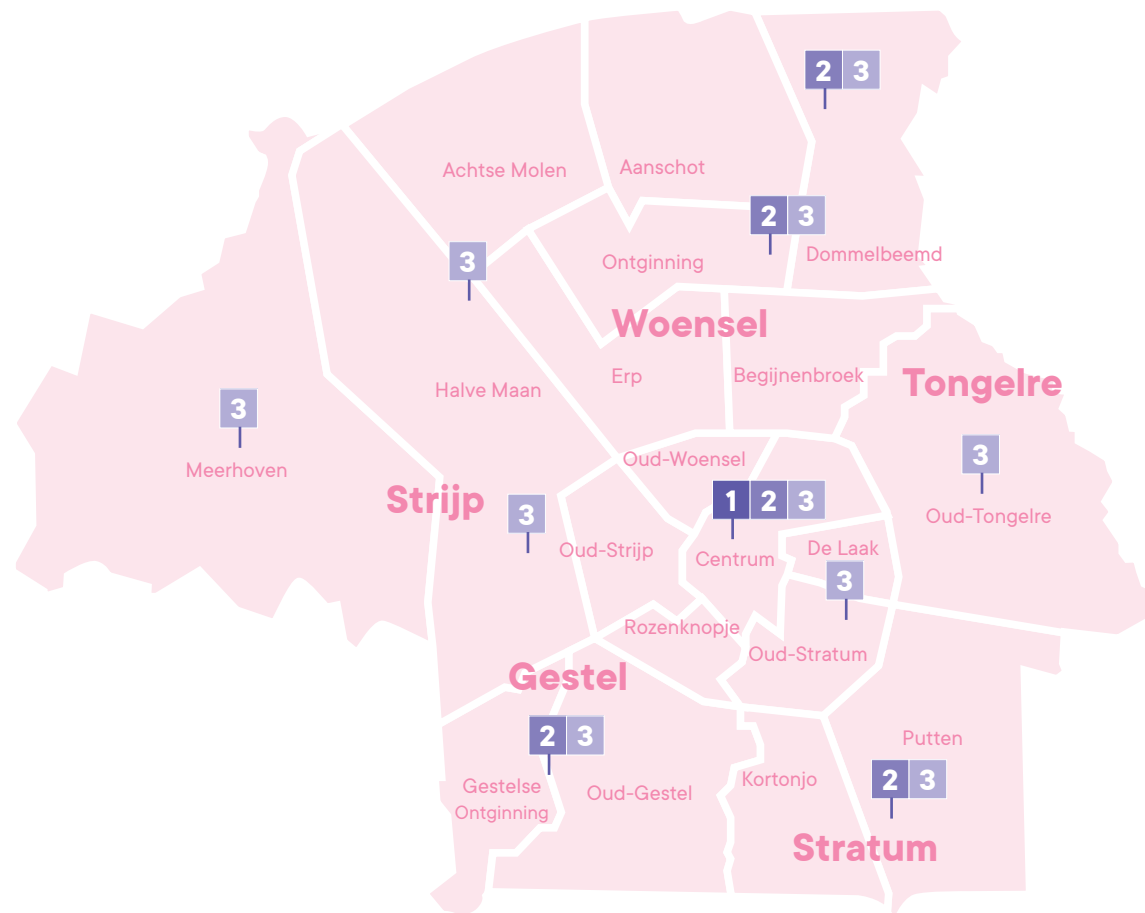 2 3
Achtse Molen
Aanschot
2 3
3
Ontginning
Dommelbeemd
Woensel
Erp
Begijnenbroek
Tongelre
Halve Maan
3
Meerhoven
Oud-Woensel
3
Strijp
3
1 2 3
Oud-Tongelre
Oud-Strijp
Centrum
De Laak
3
Rozenknopje
Oud-Stratum
Gestel
2 3
Putten
Gestelse
Ontginning
Oud-Gestel
Kortonjo
2 3
Stratum